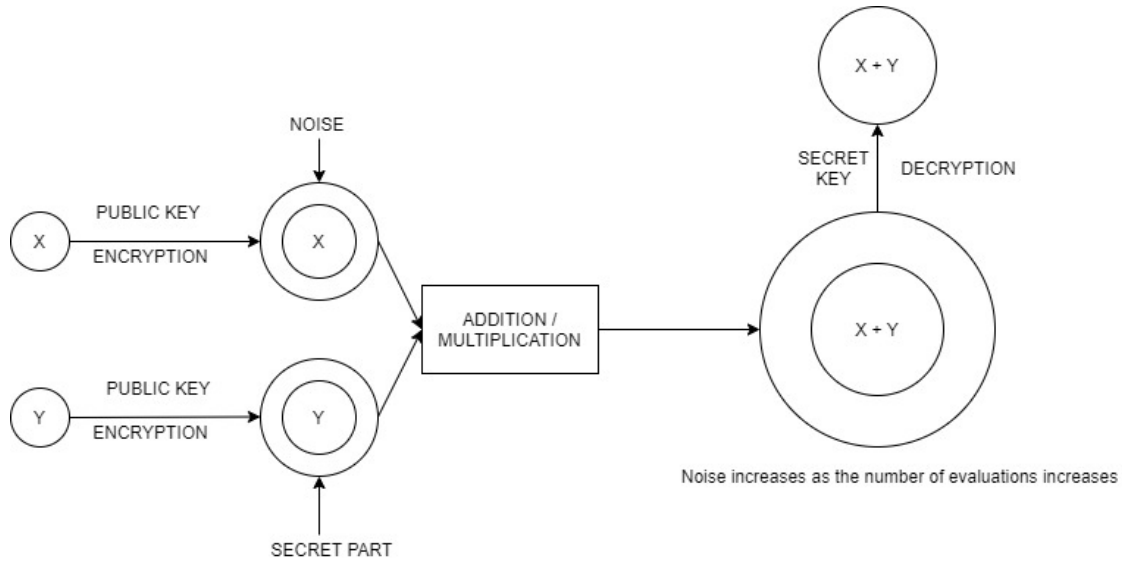 X + Y
NOISE
SECRET
KEY
DECRYPTION
PUBLIC KEY
X
ENCRYPTION
X
ADDITION /
MULTIPLICATION
X + Y
PUBLIC KEY
Y
ENCRYPTION
Y
Noise increases as the number of evaluations increases
SECRET PART